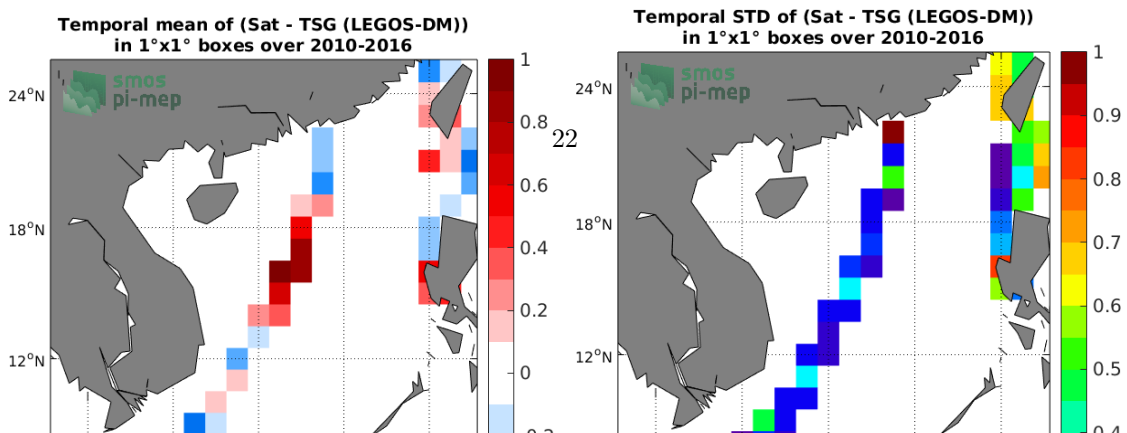 Temporal mean of (Sat - TSG (LEGOS-DM))
in 1°x1° boxes over 2010-2016
smos
pi-mep
24°N
18°N
12°N
1
0.8
0.6
0.4
0.2
0
22
Temporal STD of (Sat - TSG (LEGOS-DM))
in 1°x1° boxes over 2010-2016
smos
pi-mep
24°N
18°N
12°N
1
0.9
0.8
0.7
0.6
0.5
0.4